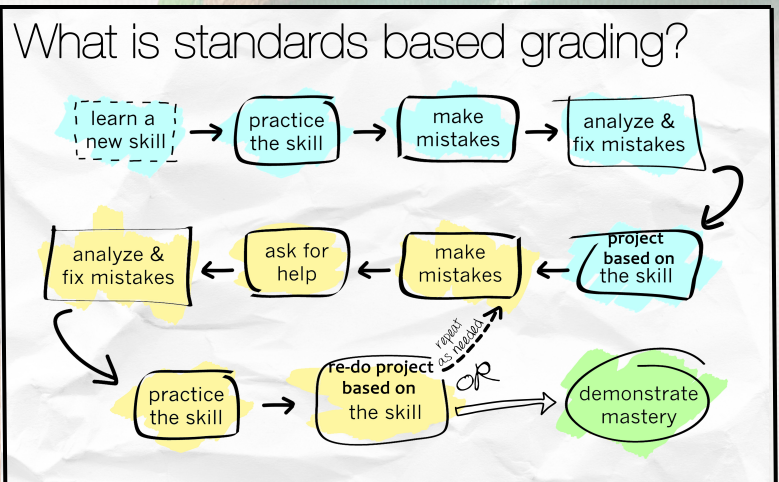 What is standards based grading?
learn a
new skill
practice
the skill
make
mistakes
analyze &
fix mistakes
project
based on
the skill
make
mistakes
ask for
help
analyze &
fix mistakes
practice
the skill
re-do project
based on
the skill
repeat
as needed
OR
demonstrate
mastery